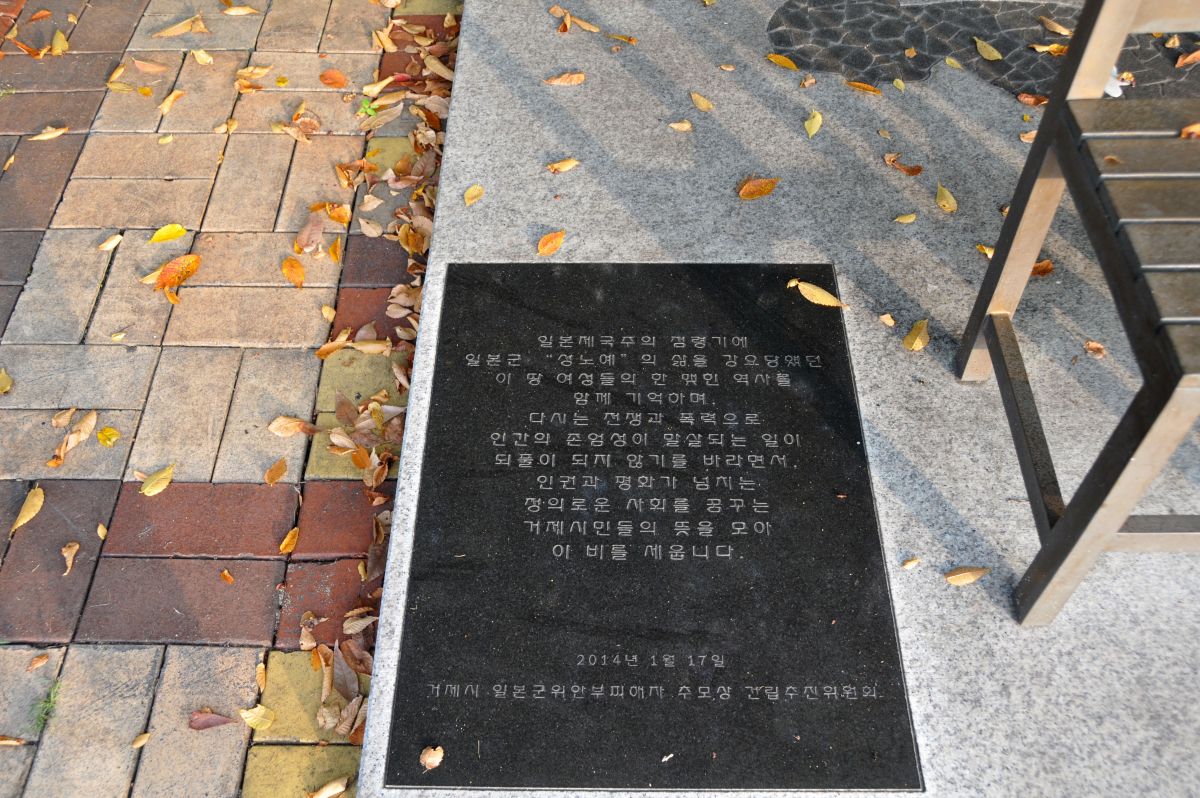 일본제국주의 점령기에
일본군 "성노예"의 삶을 강요당했던
이 땅 여성들의 한 맺힌 역사를
함께 기억하며,
다시는 전쟁과 폭력으로
인간의 존엄성이 말살되는 일이
되풀이 되지 않기를 바라면서,
인권과 평화가 넘치는
정의로운 사회를 꿈꾸는
거제시민들의 뜻을 모아
이 비를 세웁니다.
2014년 1월 17일
거제시 일본군위안부피해자 추모상 건립추진위원회